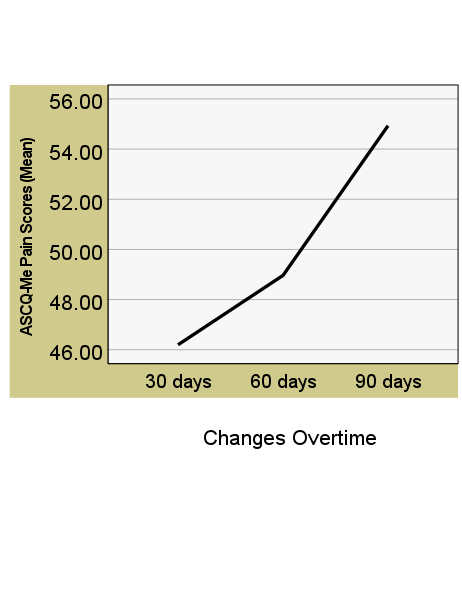 ASCQ-Me Pain Scores (Mean)
56.00
54.00
52.00
50.00
48.00
46.00
30 days 60 days 90 days
Changes Overtime